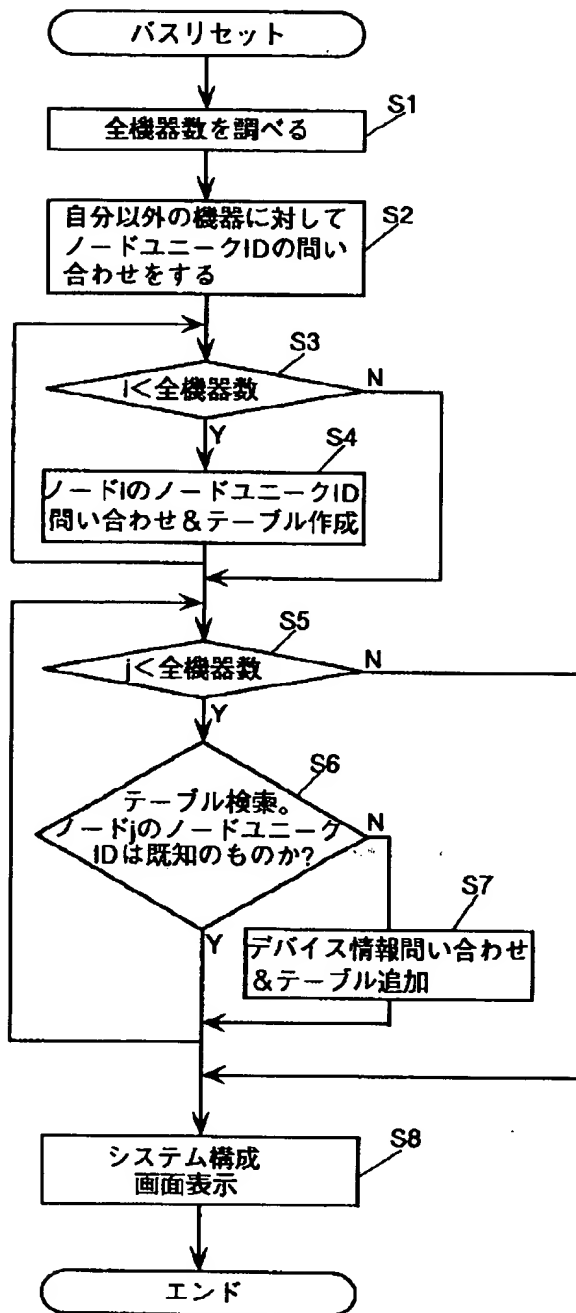 バスリセット
S1
全機器数を調べる
S2
自分以外の機器に対して
ノードユニークIDの問い
合わせをする
S3
i<全機器数
N
Y
S4
ノードiのノードユニークID
問い合わせ&テーブル作成
S5
j<全機器数
N
Y
S6
テーブル検索。
ノードjのノードユニーク
IDは既知のものか?
N
Y
S7
デバイス情報問い合わせ
&テーブル追加
S8
システム構成
画面表示
エンド